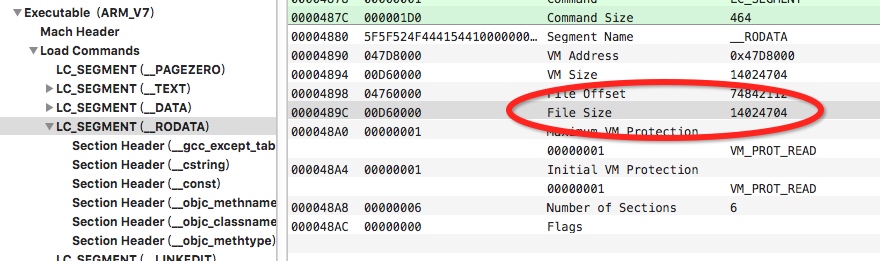 Executable (ARM_V7)
Mach Header
Load Commands
LC_SEGMENT (__PAGEZERO)
LC_SEGMENT (__TEXT)
LC_SEGMENT (__DATA)
LC_SEGMENT (__RODATA)
Section Header (__gcc_except_tab
Section Header (__cstring)
Section Header (__const)
Section Header (__objc_methname
Section Header (__objc_classname
Section Header (__objc_methtype)
LC_SEGMENT (__LINKEDIT)
00004878 00000001 Command LC_SEGMENT
0000487C 000001D0 Command Size 464
00004880 5F5F524F444154410000000... Segment Name __RODATA
00004890 047D8000 VM Address 0x47D8000
00004894 00D60000 VM Size 14024704
00004898 04760000 File Offset 74842112
0000489C 00D60000 File Size 14024704
000048A0 00000001 Maximum VM Protection
00000001 VM_PROT_READ
000048A4 00000001 Initial VM Protection
00000001 VM_PROT_READ
000048A8 00000006 Number of Sections 6
000048AC 00000000 Flags